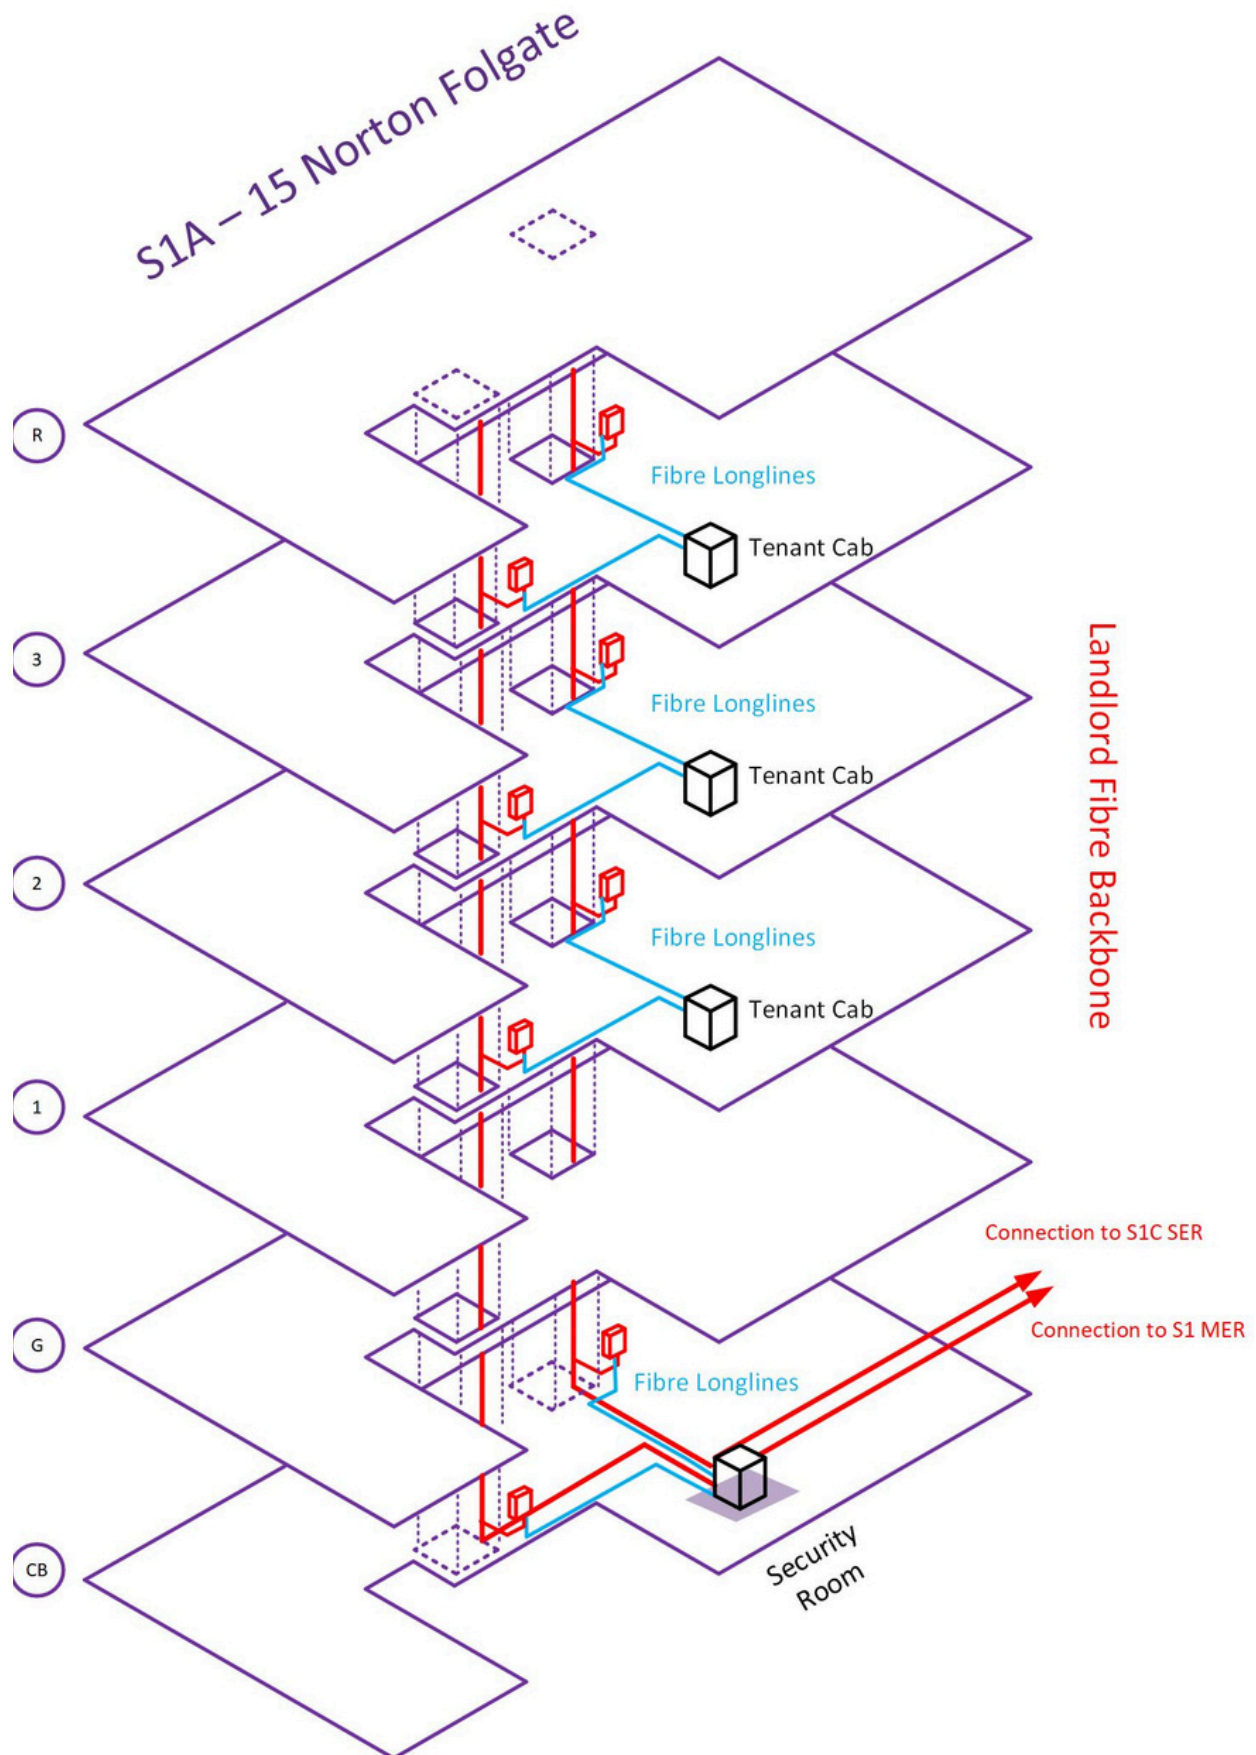 S1A – 15 Norton Folgate
R
Fibre Longlines
Tenant Cab
3
Landlord Fibre Backbone
Fibre Longlines
Tenant Cab
2
Fibre Longlines
Tenant Cab
1
Connection to S1C SER
G
Connection to S1 MER
Fibre Longlines
CB
Security
Room